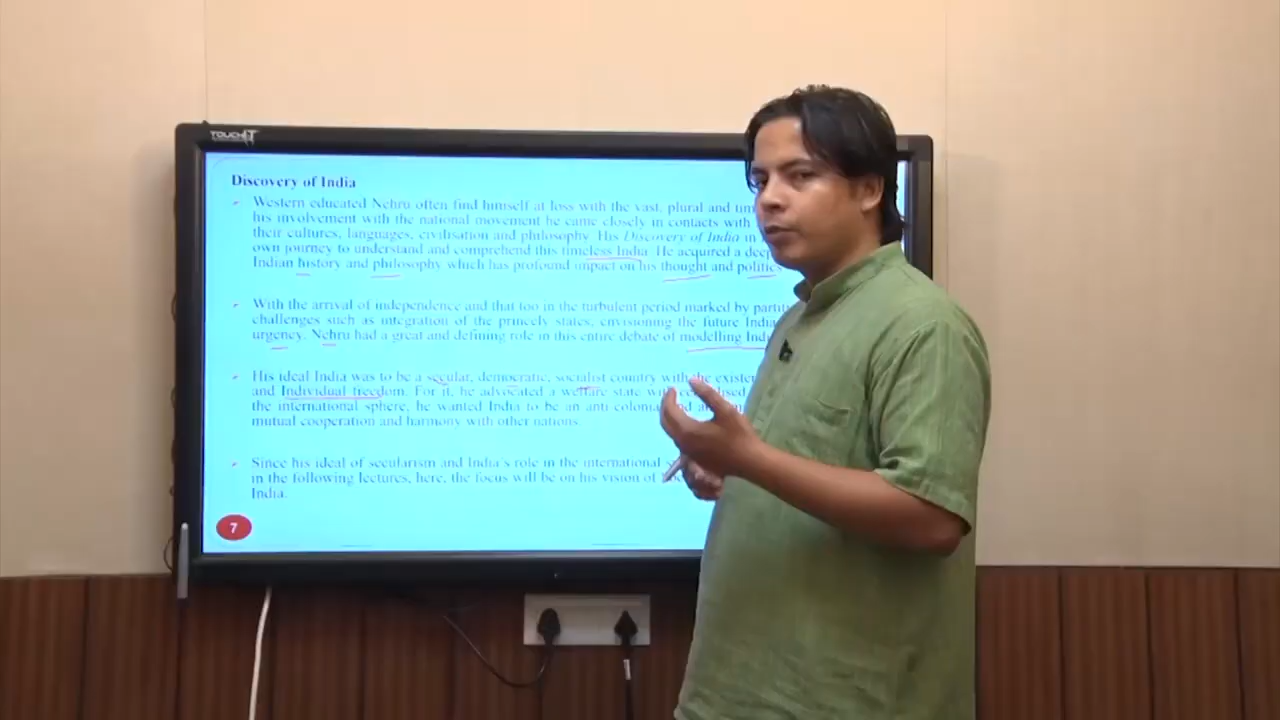 TOUCHIT
Discovery of India
Western educated Nehru often find himself at loss with the vast, plural and
his involvement with the national movement he came closely in contacts with
their cultures, languages, civilisation and philosophy. His Discovery of India in
own journey to understand and comprehend this timeless India. He acquired a deep
Indian history and philosophy which has profound impact on his thought and politics
With the arrival of independence and that too in the turbulent period marked by
challenges such as integration of the princely states, envisioning the future India
urgency. Nehru had a great and defining role in this entire debate of modelling
His ideal India was to be a secular, democratic, socialist country with the
and Individual freedom. For it, he advocated a welfare state
the international sphere, he wanted India to be an anti
mutual cooperation and harmony with other nations.
Since his ideal of secularism and India's role in the international
in the following lectures, here, the focus will be on his vision of
India.
7